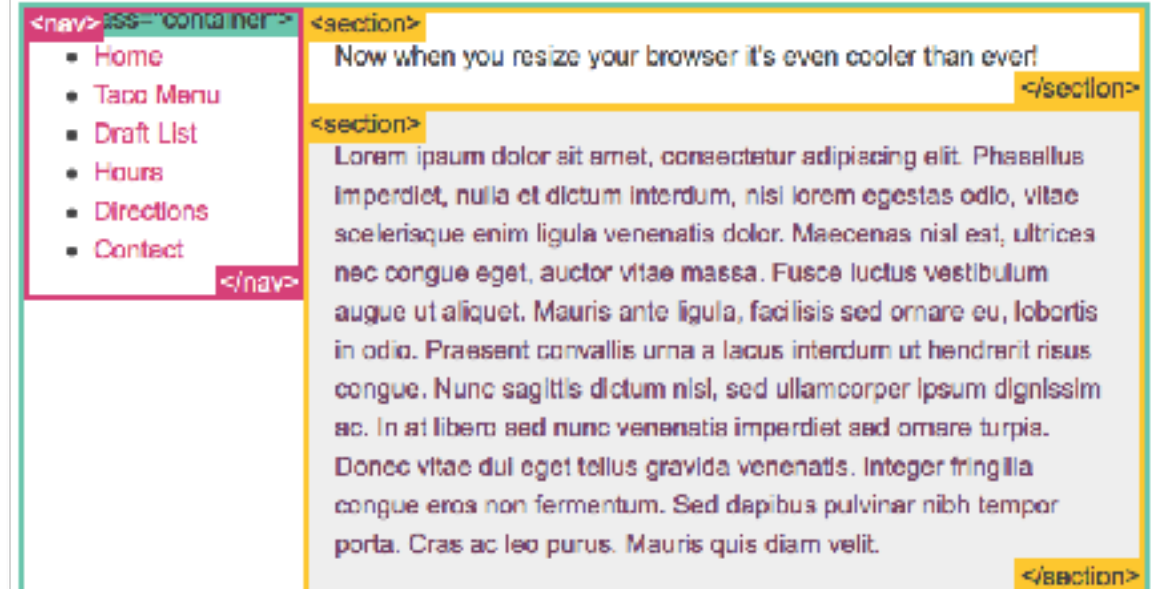 <nav>
ass="container">
Home
Taco Menu
Draft List
Hours
Directions
Contact
</nav>
<section>
Now when you resize your browser it's even cooler than ever!
</section>
<section>
Lorem ipsum dolor sit amet, consectetur adipiscing elit. Phasellus
imperdiet, nulla et dictum interdum, nisi lorem egestas odio, vitae
scelerisque enim ligula venenatis dolor. Maecenas nisl est, ultrices
nec congue eget, auctor vitae massa. Fusce luctus vestibulum
augue ut aliquet. Mauris ante ligula, facilisis sed ornare eu, lobortis
in odio. Praesent convallis urna a lacus interdum ut hendrerit risus
congue. Nunc sagittis dictum nisi, sed ullamcorper ipsum dignissim
ac. In at libero sed nunc venenatis imperdiet sed ornare turpis.
Donec vitae dui eget tellus gravida venenatis. Integer fringilla
congue eros non fermentum. Sed dapibus pulvinar nibh tempor
porta. Cras ac leo purus. Mauris quis diam velit.
</section>